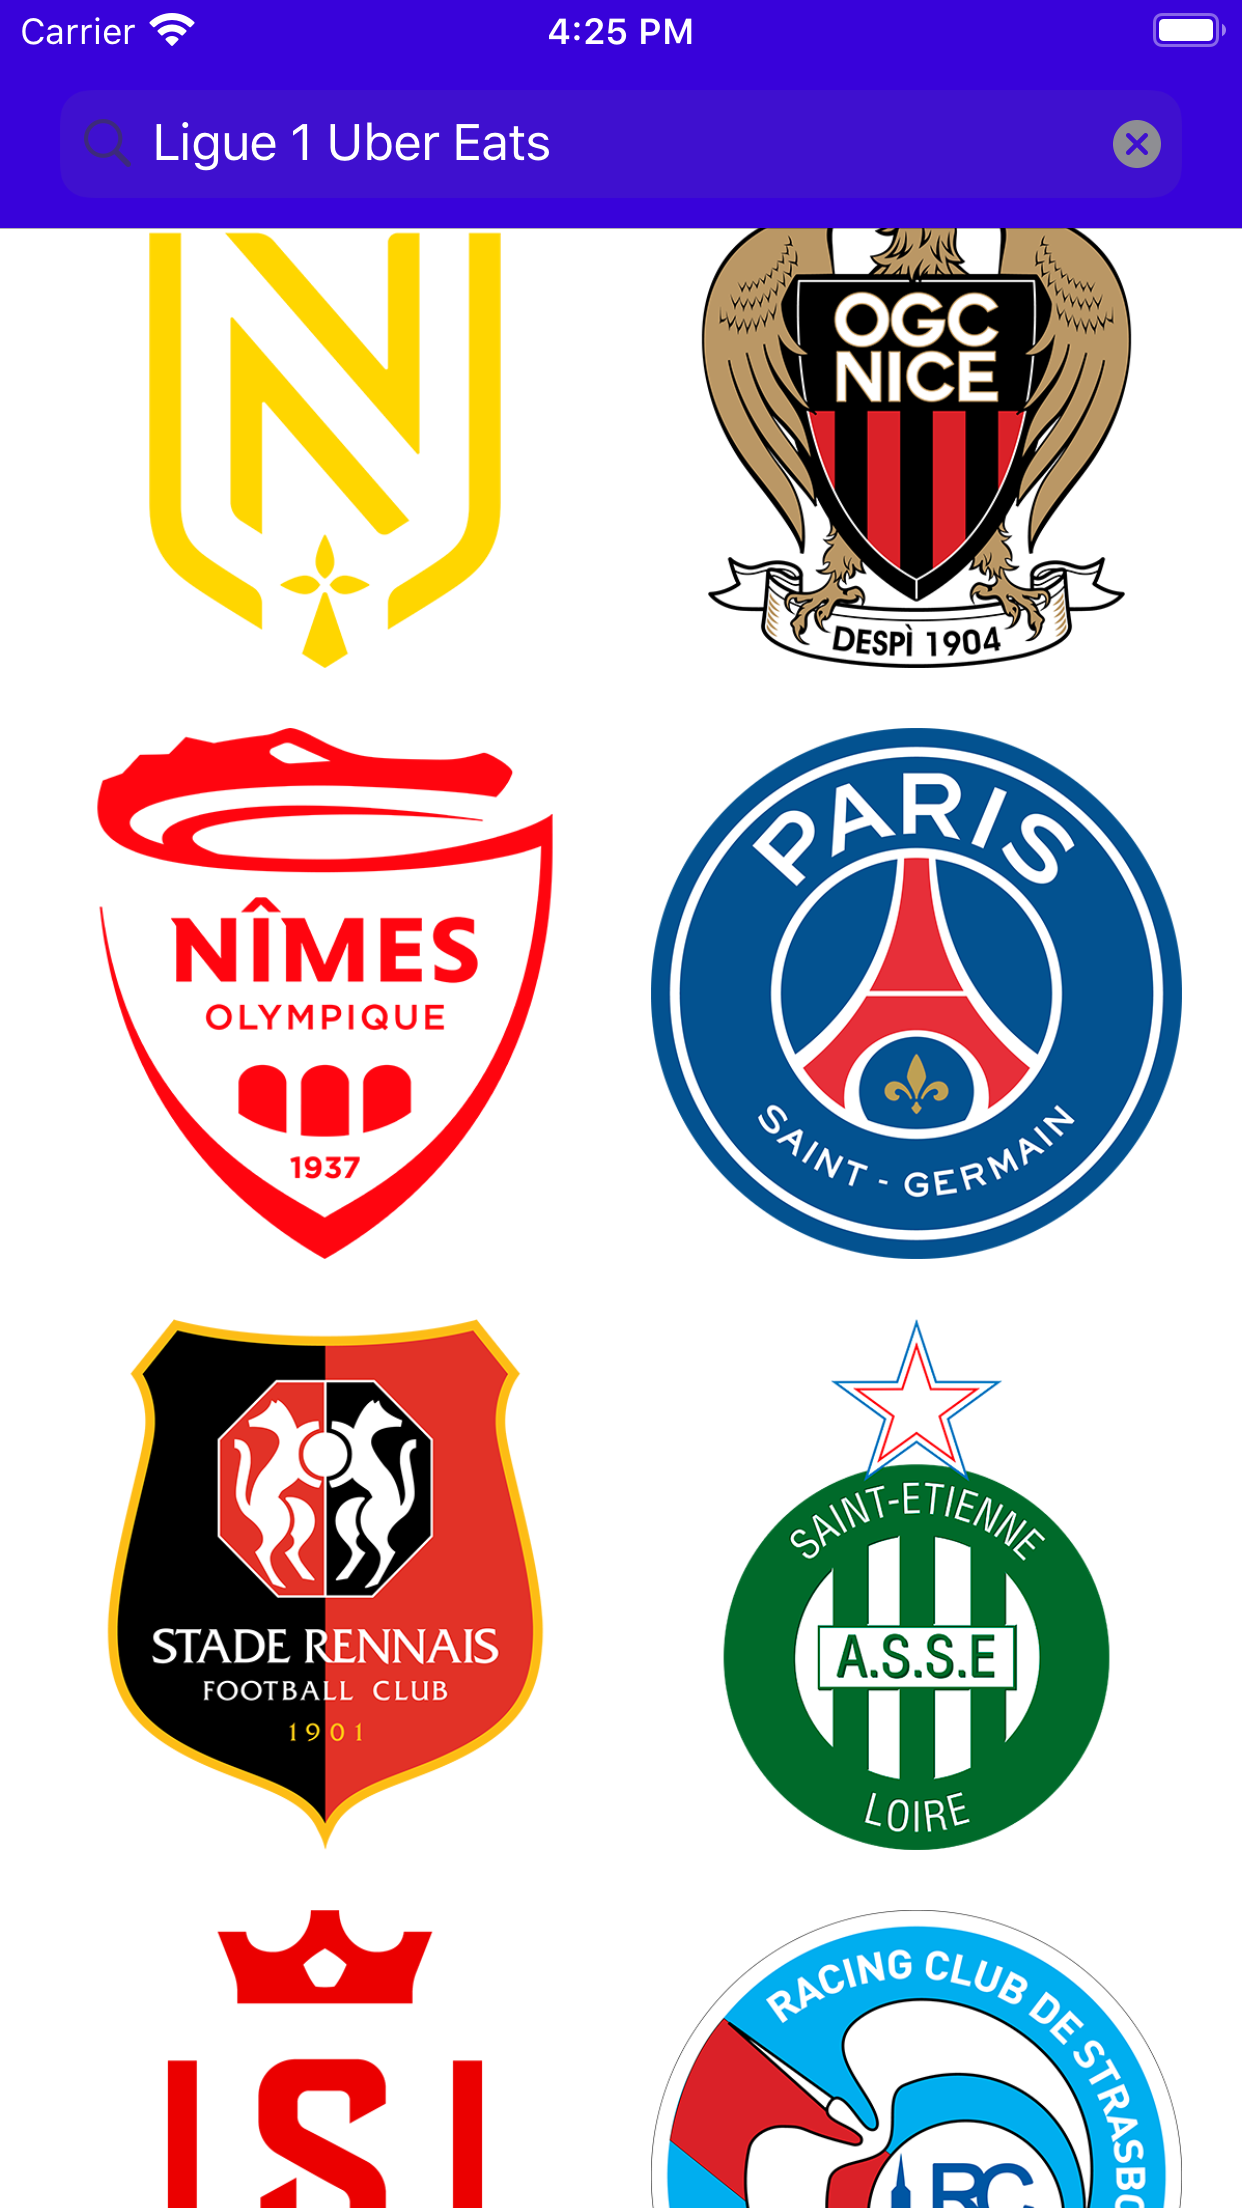 Carrier
4:25 PM
Ligue 1 Uber Eats
N
OGC
NICE
DESPÌ 1904
NÎMES
OLYMPIQUE
1937
PARIS
SAINT - GERMAIN
STADE RENNAIS
FOOTBALL CLUB
1901
SAINT-ETIENNE
A.S.S.E
LOIRE
S
RACING CLUB DE
RC